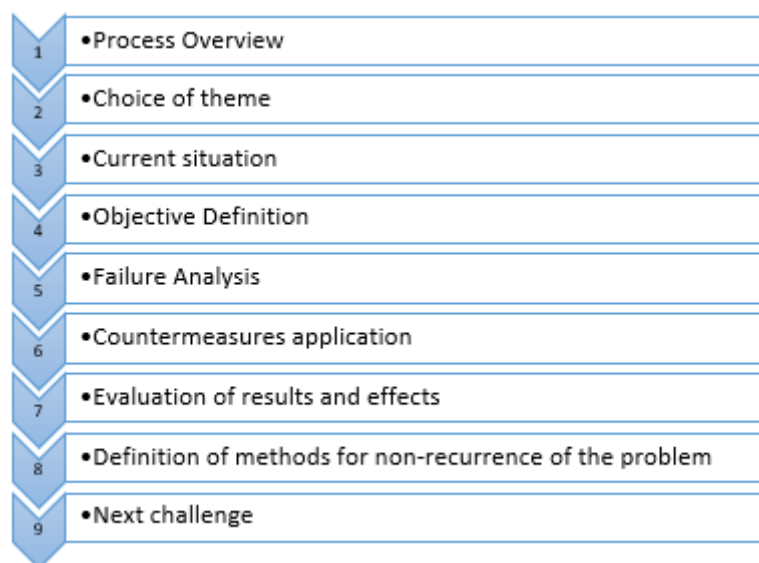 1 •Process Overview
2 •Choice of theme
3 •Current situation
4 •Objective Definition
5 •Failure Analysis
6 •Countermeasures application
7 •Evaluation of results and effects
8 •Definition of methods for non-recurrence of the problem
9 •Next challenge